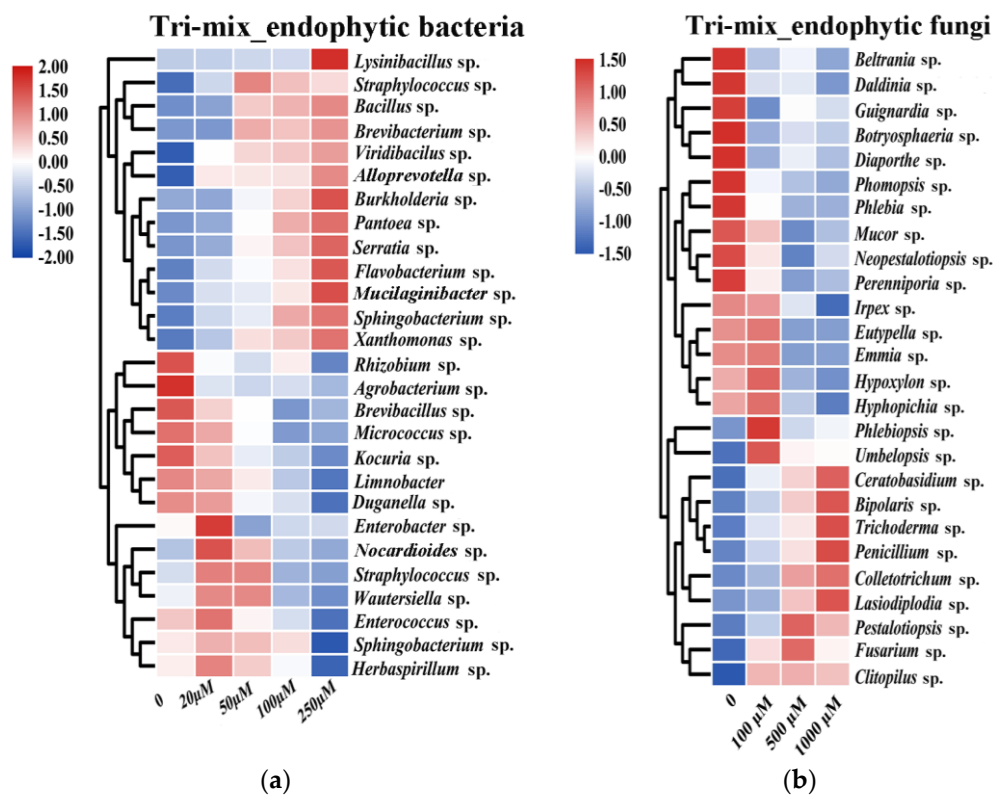 Tri-mix_endophytic bacteria
2.00
1.50
1.00
0.50
0.00
-0.50
-1.00
-1.50
-2.00
Lysinibacillus sp.
Straphylococcus sp.
Bacillus sp.
Brevibacterium sp.
Viridibacilus sp.
Alloprevotella sp.
Burkholderia sp.
Pantoea sp.
Serratia sp.
Flavobacterium sp.
Mucilaginibacter sp.
Sphingobacterium sp.
Xanthomonas sp.
Rhizobium sp.
Agrobacterium sp.
Brevibacillus sp.
Micrococcus sp.
Kocuria sp.
Limnobacter
Duganella sp.
Enterobacter sp.
Nocardioides sp.
Straphylococcus sp.
Wautersiella sp.
Enterococcus sp.
Sphingobacterium sp.
Herbaspirillum sp.
0
20μM
50μM
100μM
250μM
(a)
Tri-mix_endophytic fungi
1.50
1.00
0.50
0.00
-0.50
-1.00
-1.50
Beltrania sp.
Daldinia sp.
Guignardia sp.
Botryosphaeria sp.
Diaporthe sp.
Phomopsis sp.
Phlebia sp.
Mucor sp.
Neopestalotiopsis sp.
Perenniporia sp.
Irpex sp.
Eutypella sp.
Emmia sp.
Hypoxylon sp.
Hyphopichia sp.
Phlebiopsis sp.
Umbelopsis sp.
Ceratobasidium sp.
Bipolaris sp.
Trichoderma sp.
Penicillium sp.
Colletotrichum sp.
Lasiodiplodia sp.
Pestalotiopsis sp.
Fusarium sp.
Clitopilus sp.
0
100 μM
500 μM
1000 μM
(b)